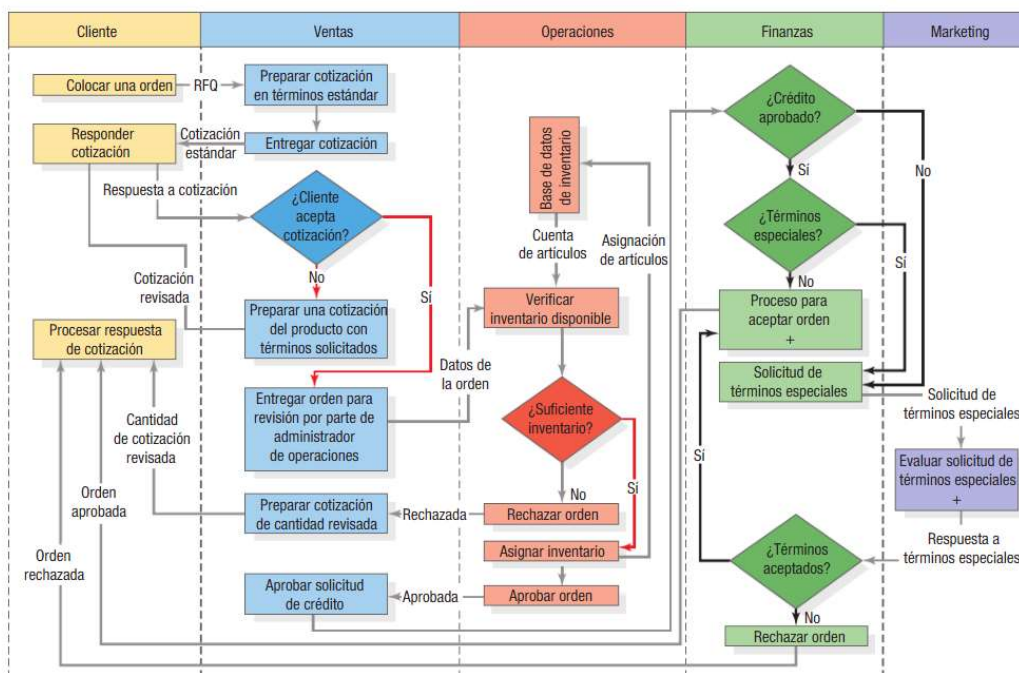 Cliente
Ventas
Operaciones
Finanzas
Marketing
Colocar una orden
RFQ
Preparar cotización
en términos estándar
Entregar cotización
Cotización
estándar
Responder
cotización
Respuesta a cotización
¿Cliente
acepta
cotización?
No
Sí
Cotización
revisada
Preparar una cotización
del producto con
términos solicitados
Procesar respuesta
de cotización
Entregar orden para
revisión por parte de
administrador
de operaciones
Datos de
la orden
Cantidad
de cotización
revisada
Orden
aprobada
Orden
rechazada
Preparar cotización
de cantidad revisada
Rechazada
Aprobar solicitud
de crédito
Aprobada
Base de datos
de inventario
Cuenta
de artículos
Asignación
de artículos
Verificar
inventario disponible
¿Suficiente
inventario?
No
Sí
Rechazar orden
Asignar inventario
Aprobar orden
¿Crédito
aprobado?
Sí
No
¿Términos
especiales?
Sí
No
Proceso para
aceptar orden
+
Solicitud de
términos especiales
Solicitud de
términos especiales
Evaluar solicitud de
términos especiales
+
Respuesta a
términos especiales
¿Términos
aceptados?
Sí
No
Rechazar orden